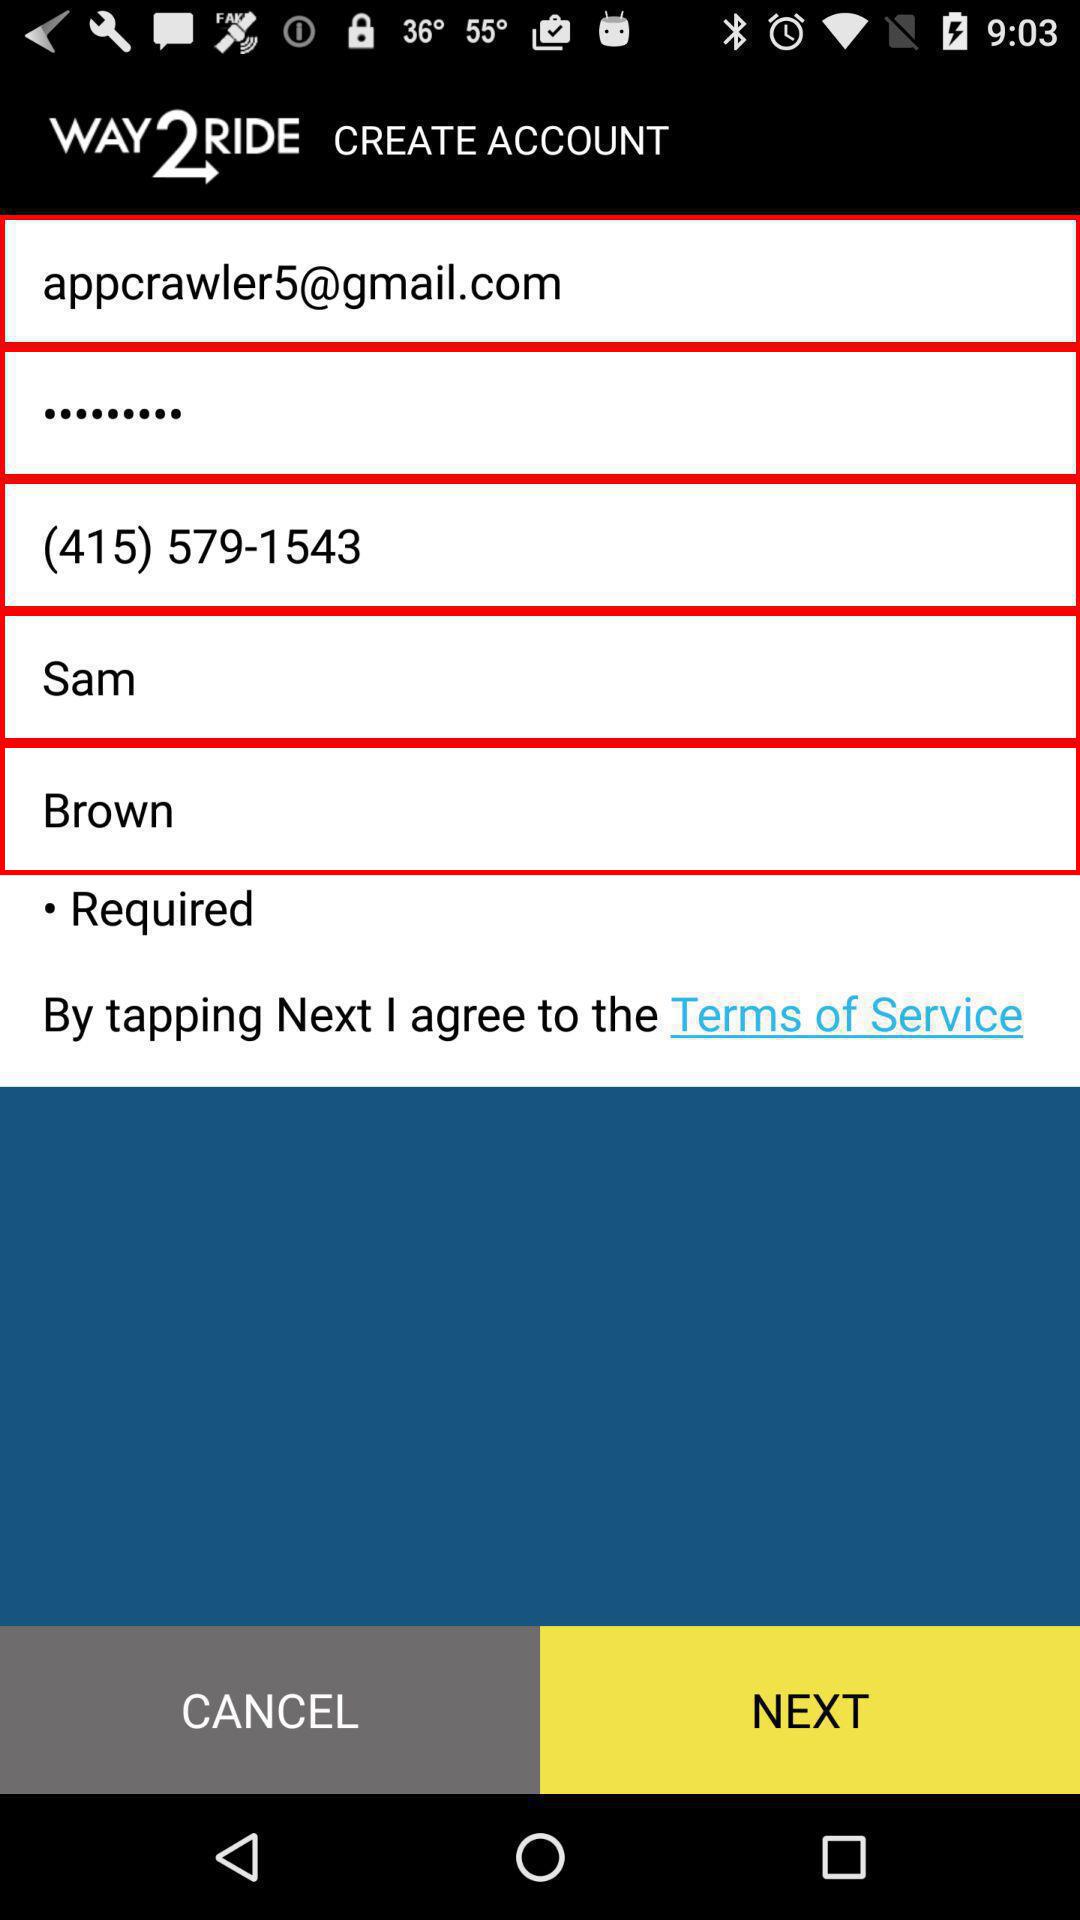 FAKE 36° 55° 9:03
WAY2RIDE CREATE ACCOUNT
appcrawler5@gmail.com
•••••••••
(415) 579-1543
Sam
Brown
• Required
By tapping Next I agree to the Terms of Service
CANCEL NEXT